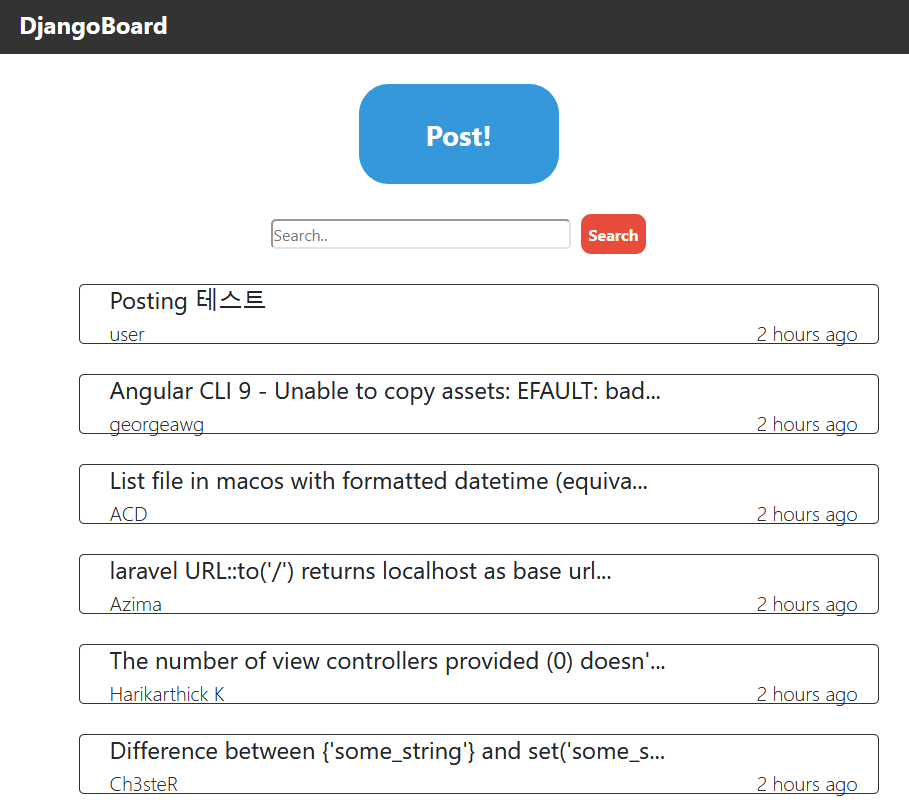 DjangoBoard
Post!
Search..
Search
Posting 테스트
user
2 hours ago
Angular CLI 9 - Unable to copy assets: EFAULT: bad...
georgeawg
2 hours ago
List file in macos with formatted datetime (equiva...
ACD
2 hours ago
laravel URL::to('/') returns localhost as base url...
Azima
2 hours ago
The number of view controllers provided (0) doesn'...
Harikarthick K
2 hours ago
Difference between {'some_string'} and set('some_s...
Ch3steR
2 hours ago